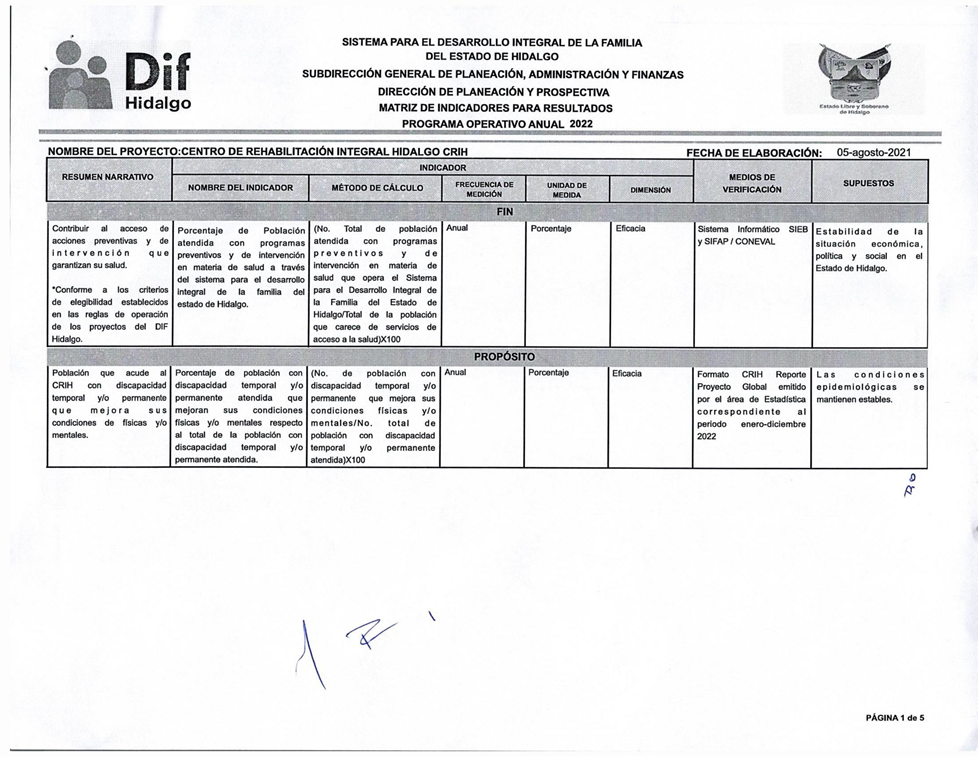 Dif
Hidalgo
SISTEMA PARA EL DESARROLLO INTEGRAL DE LA FAMILIA
DEL ESTADO DE HIDALGO
SUBDIRECCIÓN GENERAL DE PLANEACIÓN, ADMINISTRACIÓN Y FINANZAS
DIRECCIÓN DE PLANEACIÓN Y PROSPECTIVA
MATRIZ DE INDICADORES PARA RESULTADOS
PROGRAMA OPERATIVO ANUAL 2022
Estado Libre y Soberano
de Hidalgo
NOMBRE DEL PROYECTO:CENTRO DE REHABILITACIÓN INTEGRAL HIDALGO CRIH
FECHA DE ELABORACIÓN: 05-agosto-2021
RESUMEN NARRATIVO
INDICADOR
NOMBRE DEL INDICADOR
MÉTODO DE CÁLCULO
FRECUENCIA DE
MEDICIÓN
UNIDAD DE
MEDIDA
DIMENSIÓN
MEDIOS DE
VERIFICACIÓN
SUPUESTOS
FIN
Contribuir al acceso de
acciones preventivas y de
intervención que
garantizan su salud.
*Conforme a los criterios
de elegibilidad establecidos
en las reglas de operación
de los proyectos del DIF
Hidalgo.
Porcentaje de Población
atendida con programas
preventivos y de intervención
en materia de salud a través
del sistema para el desarrollo
integral de la familia del
estado de Hidalgo.
(No. Total de población
atendida con programas
preventivos y de
intervención en materia de
salud que opera el Sistema
para el Desarrollo Integral de
la Familia del Estado de
Hidalgo/Total de la población
que carece de servicios de
acceso a la salud)X100
Anual
Porcentaje
Eficacia
Sistema Informático SIEB
y SIFAP / CONEVAL
Estabilidad de la
situación económica,
política y social en el
Estado de Hidalgo.
PROPÓSITO
Población que acude al
CRIH con discapacidad
temporal y/o permanente
que mejora sus
condiciones de físicas y/o
mentales.
Porcentaje de población con
discapacidad temporal y/o
permanente atendida que
mejoran sus condiciones
físicas y/o mentales respecto
al total de la población con
discapacidad temporal y/o
permanente atendida.
(No. de población con
discapacidad temporal y/o
permanente que mejora sus
condiciones físicas y/o
mentales/No. total de
población con discapacidad
temporal y/o permanente
atendida)X100
Anual
Porcentaje
Eficacia
Formato CRIH Reporte
Proyecto Global emitido
por el área de Estadística
correspondiente al
periodo enero-diciembre
2022
Las condiciones
epidemiológicas se
mantienen estables.
PÁGINA 1 de 5